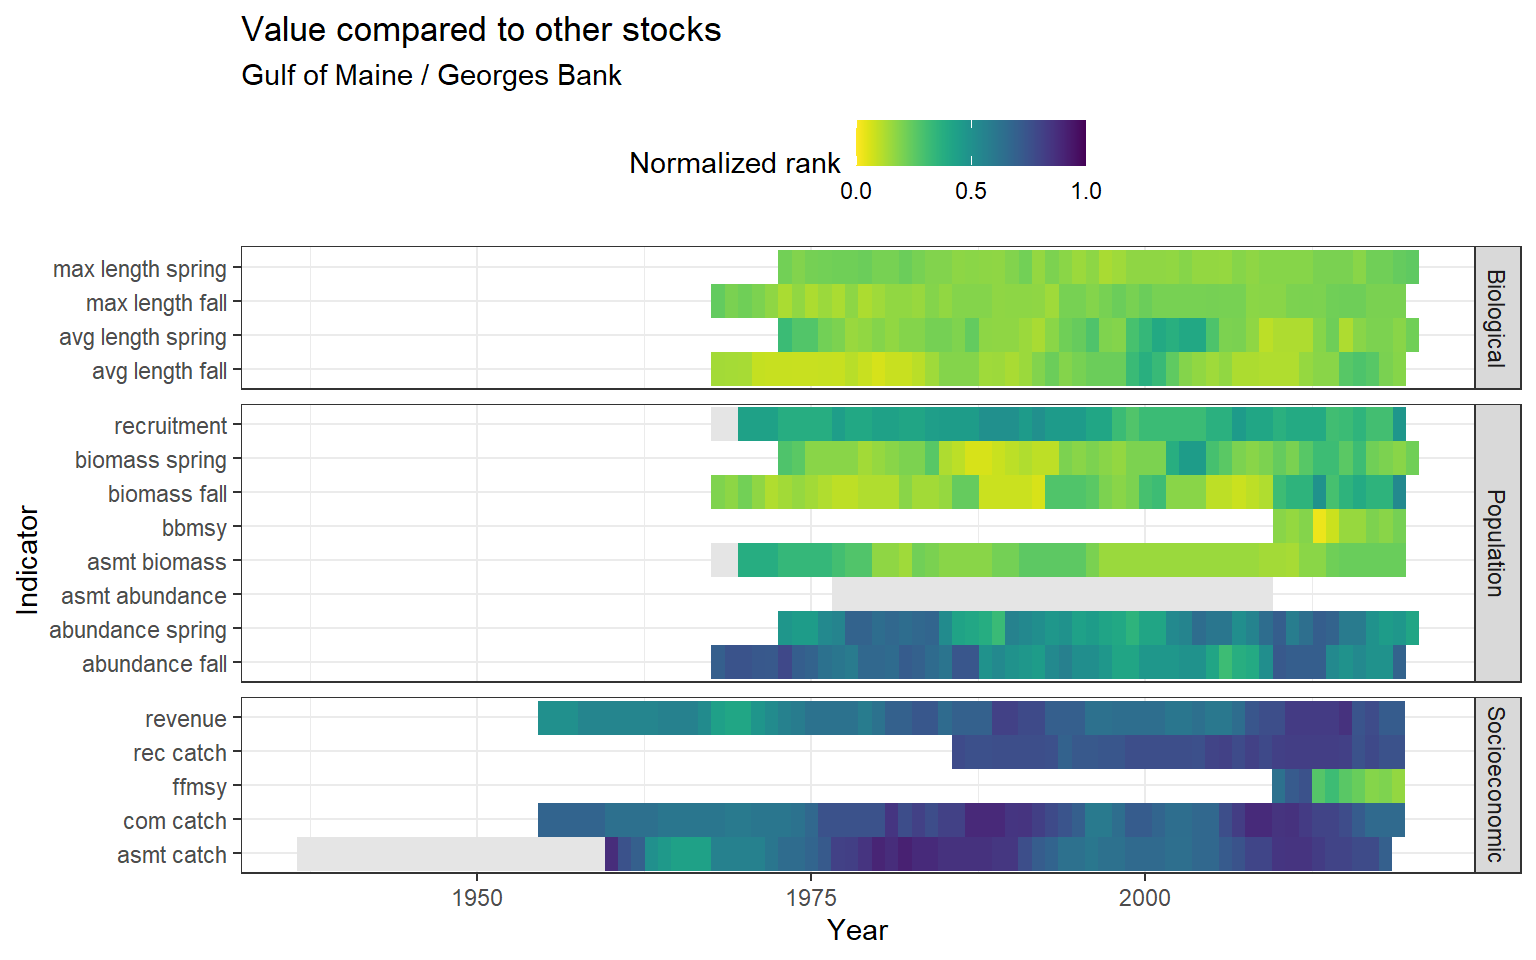 Value compared to other stocks
Gulf of Maine / Georges Bank
Normalized rank
0.0 0.5 1.0
Indicator
max length spring
max length fall
avg length spring
avg length fall
Biological
recruitment
biomass spring
biomass fall
bbmsy
asmt biomass
asmt abundance
abundance spring
abundance fall
Population
revenue
rec catch
ffmsy
com catch
asmt catch
Socioeconomic
1950 1975 2000
Year